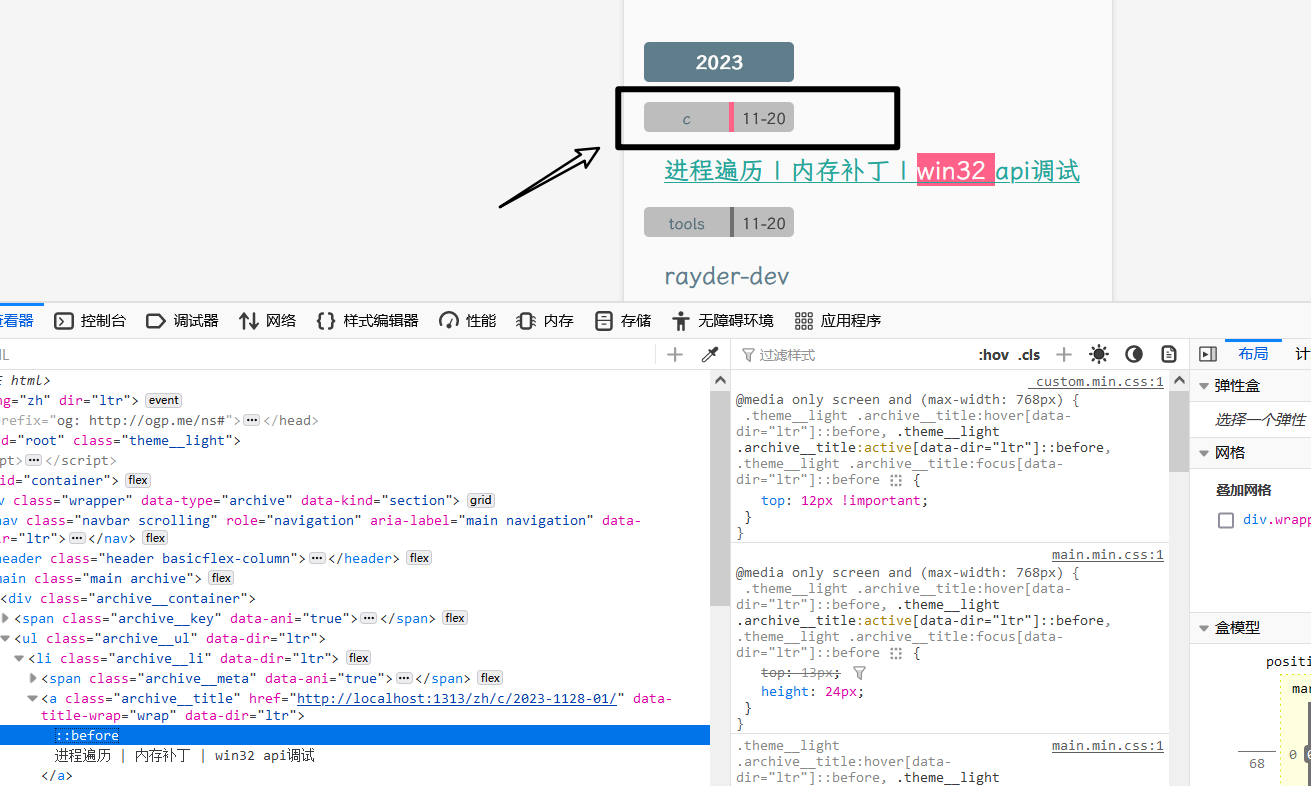 2023
c 11-20
进程遍历 | 内存补丁 | win32 api调试
tools 11-20
rayder-dev
查看器 控制台 调试器 网络 样式编辑器 性能 内存 存储 无障碍环境 应用程序
过滤样式 :hov .cls 布局 计
E html>
ng="zh" dir="ltr"> event
refix="og: http://ogp.me/ns#"> ··· </head>
d="root" class="theme__light">
pt> ··· </script>
id="container"> flex
v class="wrapper" data-type="archive" data-kind="section"> grid
nav class="navbar scrolling" role="navigation" aria-label="main navigation" data-
r="ltr"> ··· </nav> flex
header class="header basicflex-column"> ··· </header> flex
main class="main archive"> flex
<div class="archive__container">
<span class="archive__key" data-ani="true"> ··· </span> flex
<ul class="archive__ul" data-dir="ltr">
<li class="archive__li" data-dir="ltr"> flex
<span class="archive__meta" data-ani="true"> ··· </span> flex
<a class="archive__title" href="http://localhost:1313/zh/c/2023-1128-01/" data-
title-wrap="wrap" data-dir="ltr">
::before
进程遍历 | 内存补丁 | win32 api调试
</a>
_custom.min.css:1
@media only screen and (max-width: 768px) {
.theme__light .archive__title:hover[data-
dir="ltr"]::before, .theme__light
.archive__title:active[data-dir="ltr"]::before,
.theme__light .archive__title:focus[data-
dir="ltr"]::before {
top: 12px !important;
}
}
main.min.css:1
@media only screen and (max-width: 768px) {
.theme__light .archive__title:hover[data-
dir="ltr"]::before, .theme__light
.archive__title:active[data-dir="ltr"]::before,
.theme__light .archive__title:focus[data-
dir="ltr"]::before {
top: 13px;
height: 24px;
}
}
.theme__light main.min.css:1
.archive__title:hover[data-
dir="ltr"]::before, .theme__light
弹性盒
选择一个弹性
网格
叠加网格
div.wrapp
盒模型
positi
mar
68 0